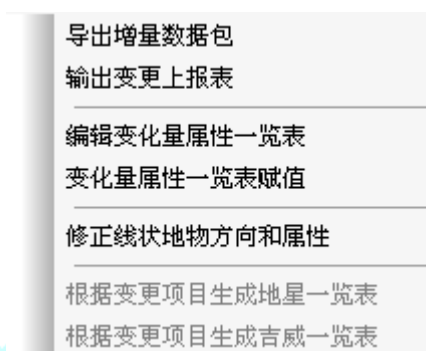 导出增量数据包
输出变更上报表
编辑变化量属性一览表
变化量属性一览表赋值
修正线状地物方向和属性
根据变更项目生成地星一览表
根据变更项目生成吉威一览表